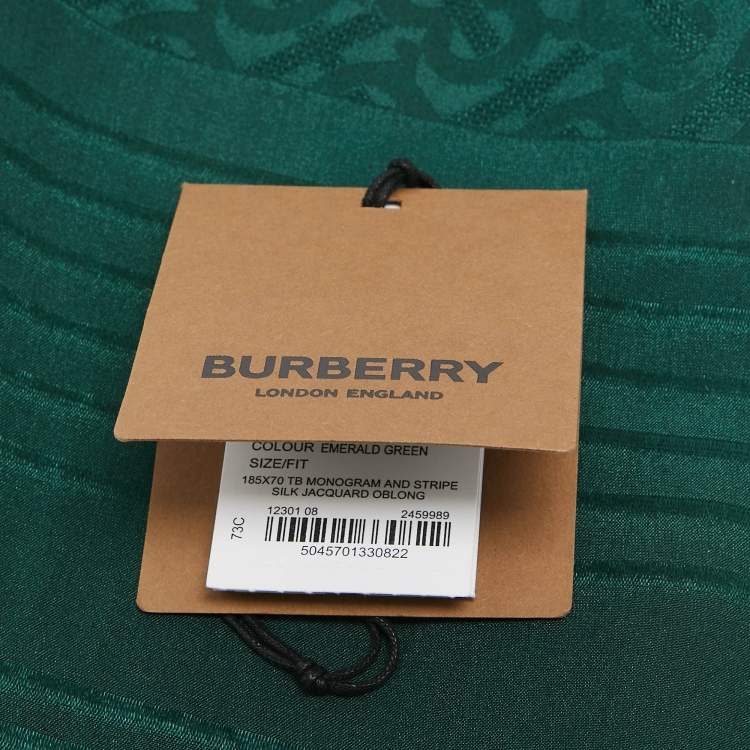 BURBERRY
LONDON ENGLAND
COLOUR EMERALD GREEN
SIZE/FIT
185X70 TB MONOGRAM AND STRIPE
SILK JACQUARD OBLONG
73C
12301 08 2459989
5045701330822